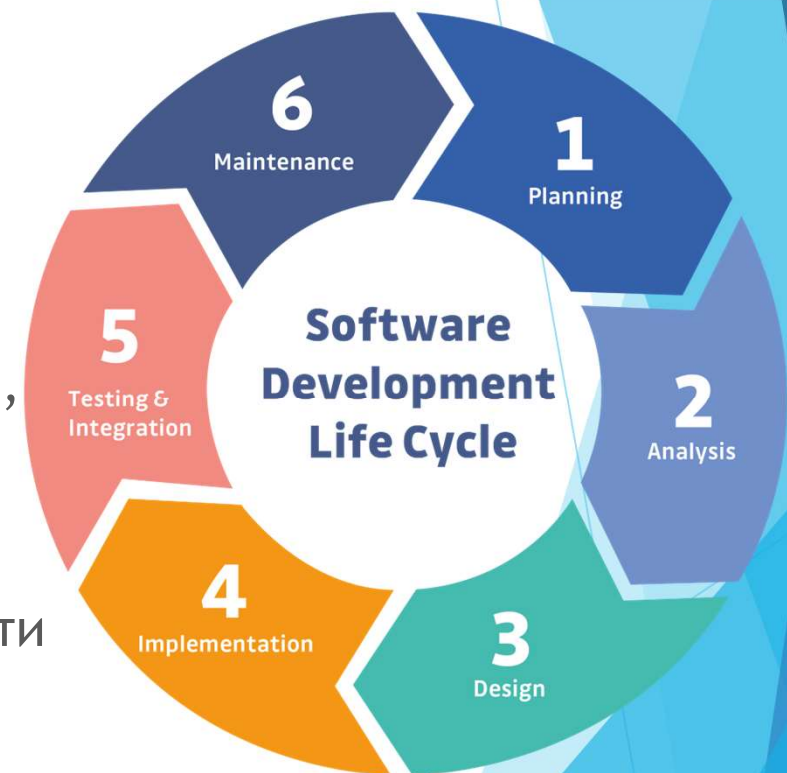 6
Maintenance
1
Planning
5
Testing &
Integration
,
Software
Development
Life Cycle
2
Analysis
ти
4
Implementation
3
Design